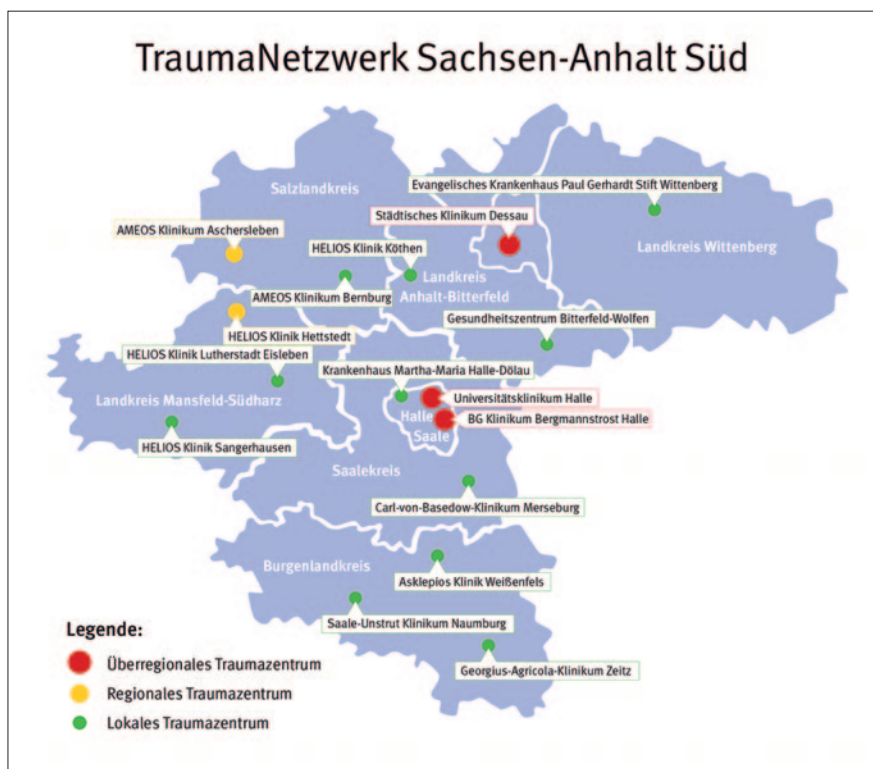 TraumaNetzwerk Sachsen-Anhalt Süd
Salzlandkreis
Evangelisches Krankenhaus Paul Gerhardt Stift Wittenberg
Städtisches Klinikum Dessau
AMEOS Klinikum Aschersleben
HELIOS Klinik Köthen
Landkreis Wittenberg
Landkreis
Anhalt-Bitterfeld
AMEOS Klinikum Bernburg
Gesundheitszentrum Bitterfeld-Wolfen
HELIOS Klinik Hettstedt
HELIOS Klinik Lutherstadt Eisleben
Krankenhaus Martha-Maria Halle-Dölau
Landkreis Mansfeld-Südharz
Universitätsklinikum Halle
Halle
Saale
BG Klinikum Bergmannstrost Halle
HELIOS Klinik Sangerhausen
Saalekreis
Carl-von-Basedow-Klinikum Merseburg
Burgenlandkreis
Asklepios Klinik Weißenfels
Saale-Unstrut Klinikum Naumburg
Georgius-Agricola-Klinikum Zeitz
Legende:
Überregionales Traumazentrum
Regionales Traumazentrum
Lokales Traumazentrum